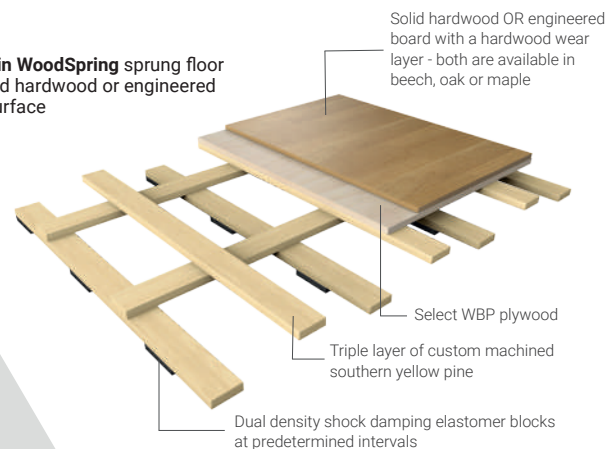 Solid hardwood OR engineered
board with a hardwood wear
layer - both are available in
beech, oak or maple
in WoodSpring sprung floor
d hardwood or engineered
urface
Select WBP plywood
Triple layer of custom machined
southern yellow pine
Dual density shock damping elastomer blocks
at predetermined intervals